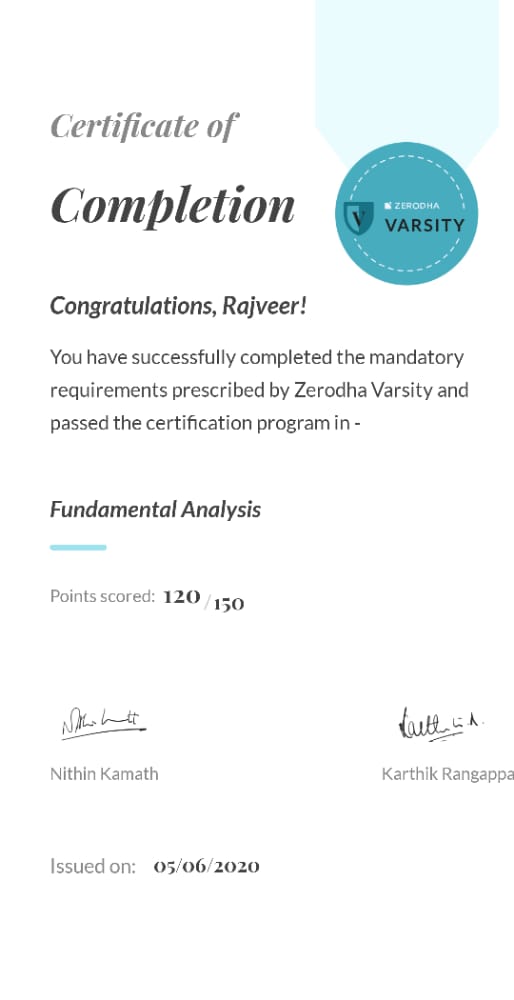 Certificate of
Completion
ZERODHA
VARSITY
V
Congratulations, Rajveer!
You have successfully completed the mandatory
requirements prescribed by Zerodha Varsity and
passed the certification program in -
Fundamental Analysis
Points scored: 120 / 150
Nithin Kamath
Karthik Rangappa
Issued on: 05/06/2020